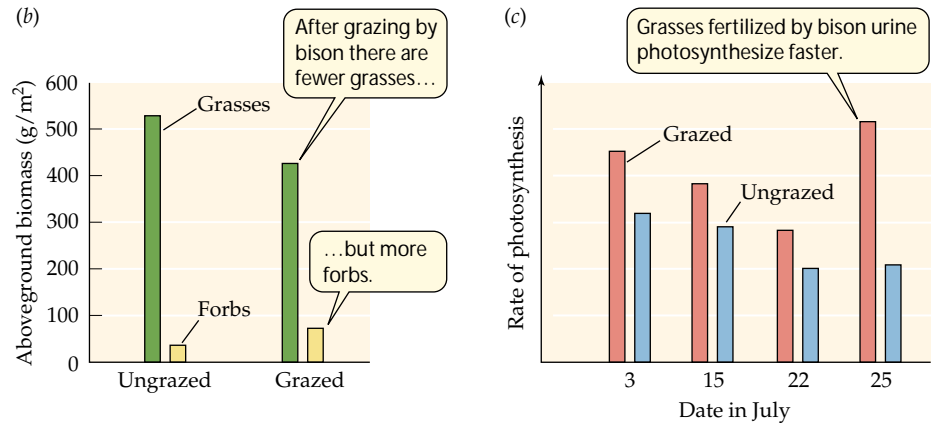 (b)
After grazing by
bison there are
fewer grasses…
Aboveground biomass (g/m²)
600
500
400
300
200
100
0
Grasses
Forbs
…but more
forbs.
Ungrazed
Grazed
(c)
Grasses fertilized by bison urine
photosynthesize faster.
Rate of photosynthesis
Grazed
Ungrazed
3
15
22
25
Date in July